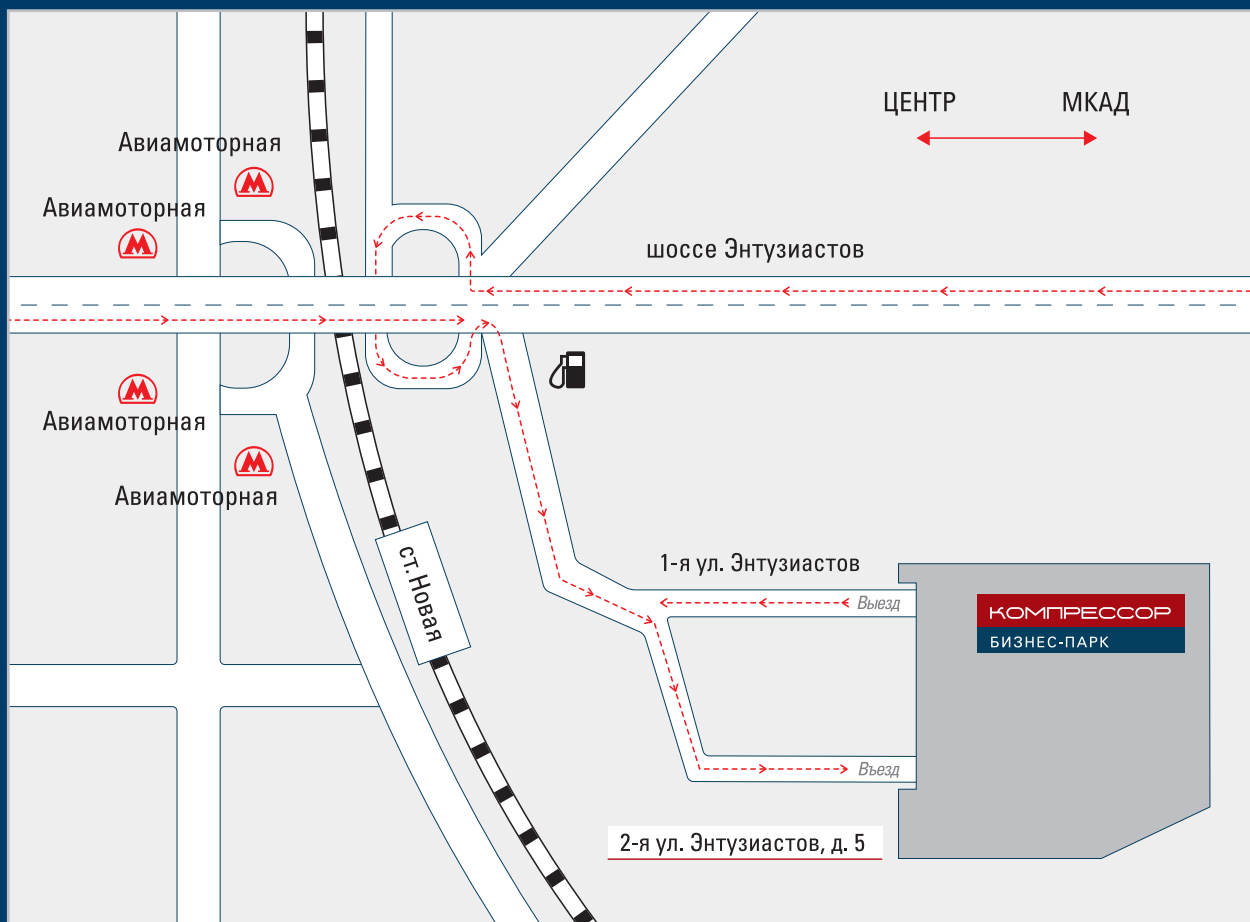 ЦЕНТР
МКАД
Авиамоторная
Авиамоторная
шоссе Энтузиастов
Авиамоторная
Авиамоторная
ст. Новая
1-я ул. Энтузиастов
Выезд
КОМПРЕССОР
БИЗНЕС-ПАРК
Въезд
2-я ул. Энтузиастов, д. 5